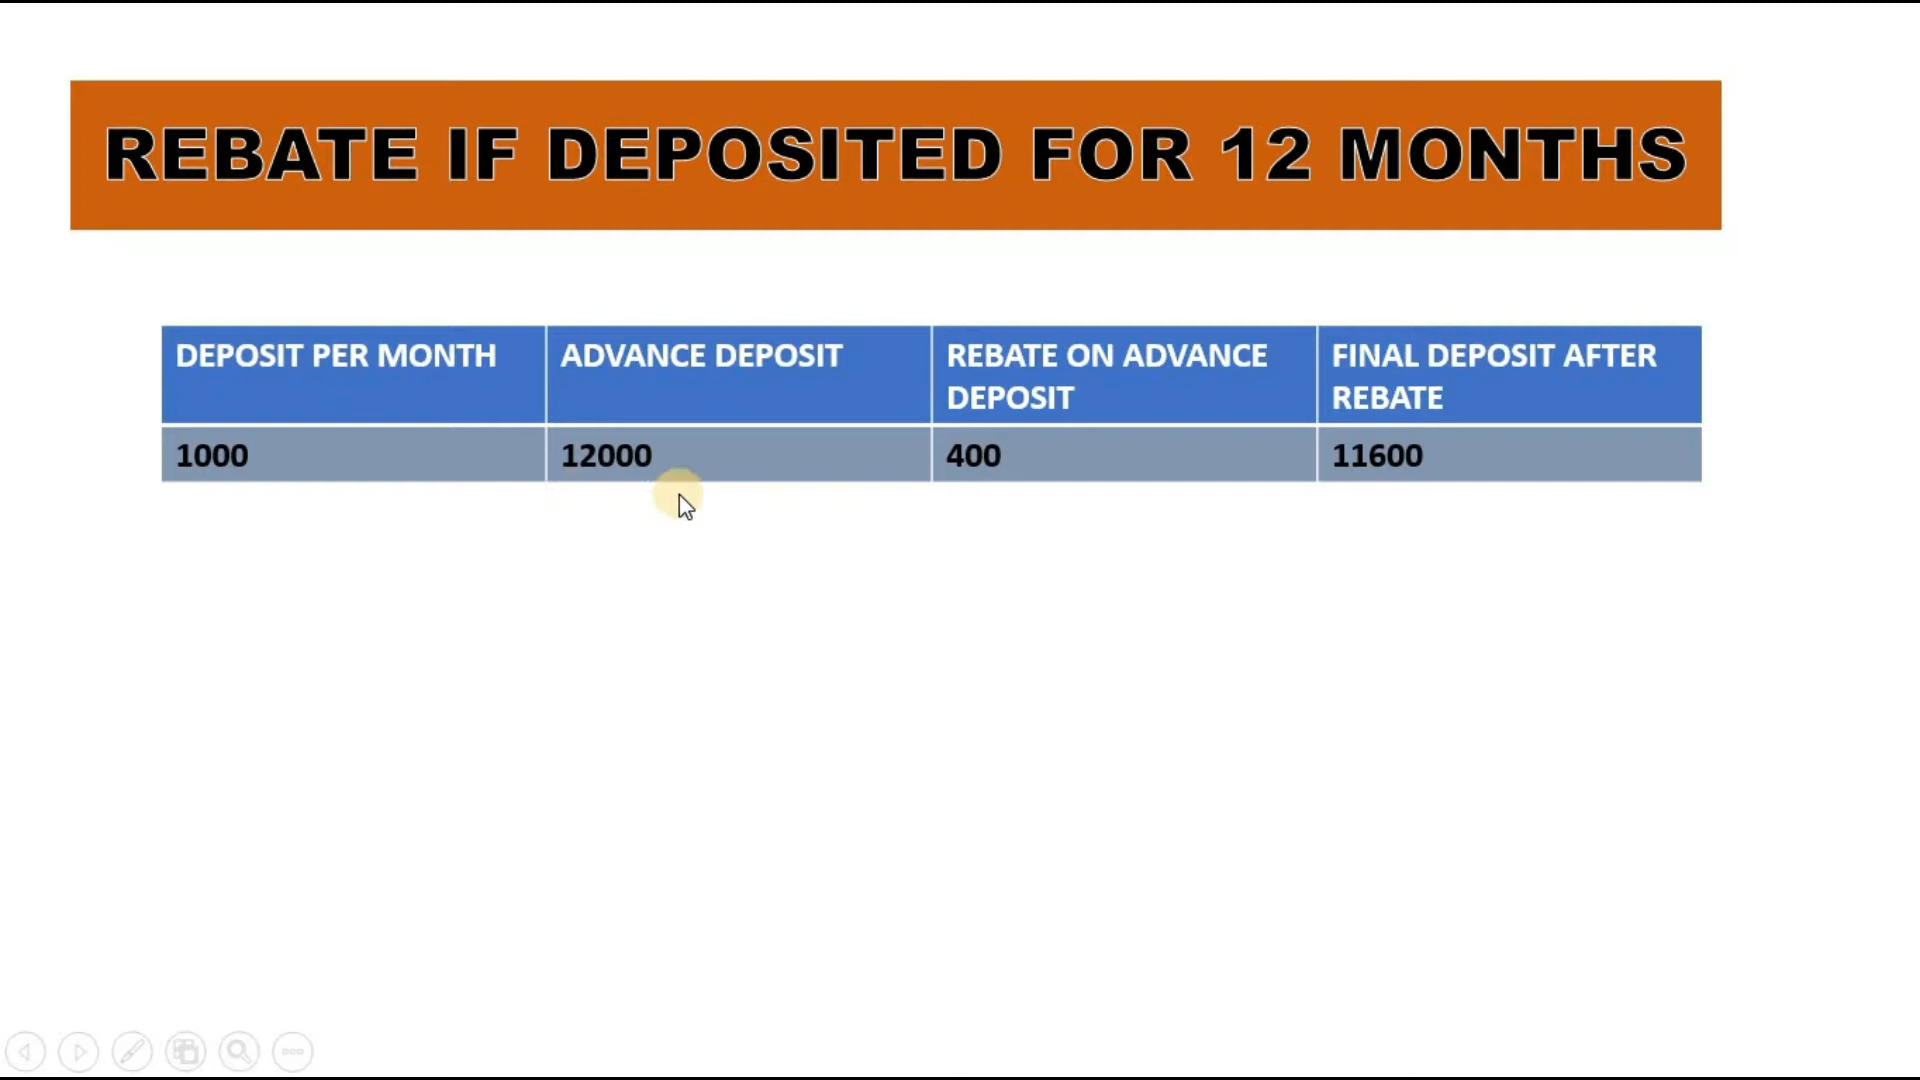 REBATE IF DEPOSITED FOR 12 MONTHS
DEPOSIT PER MONTH ADVANCE DEPOSIT REBATE ON ADVANCE DEPOSIT FINAL DEPOSIT AFTER REBATE
1000 12000 400 11600